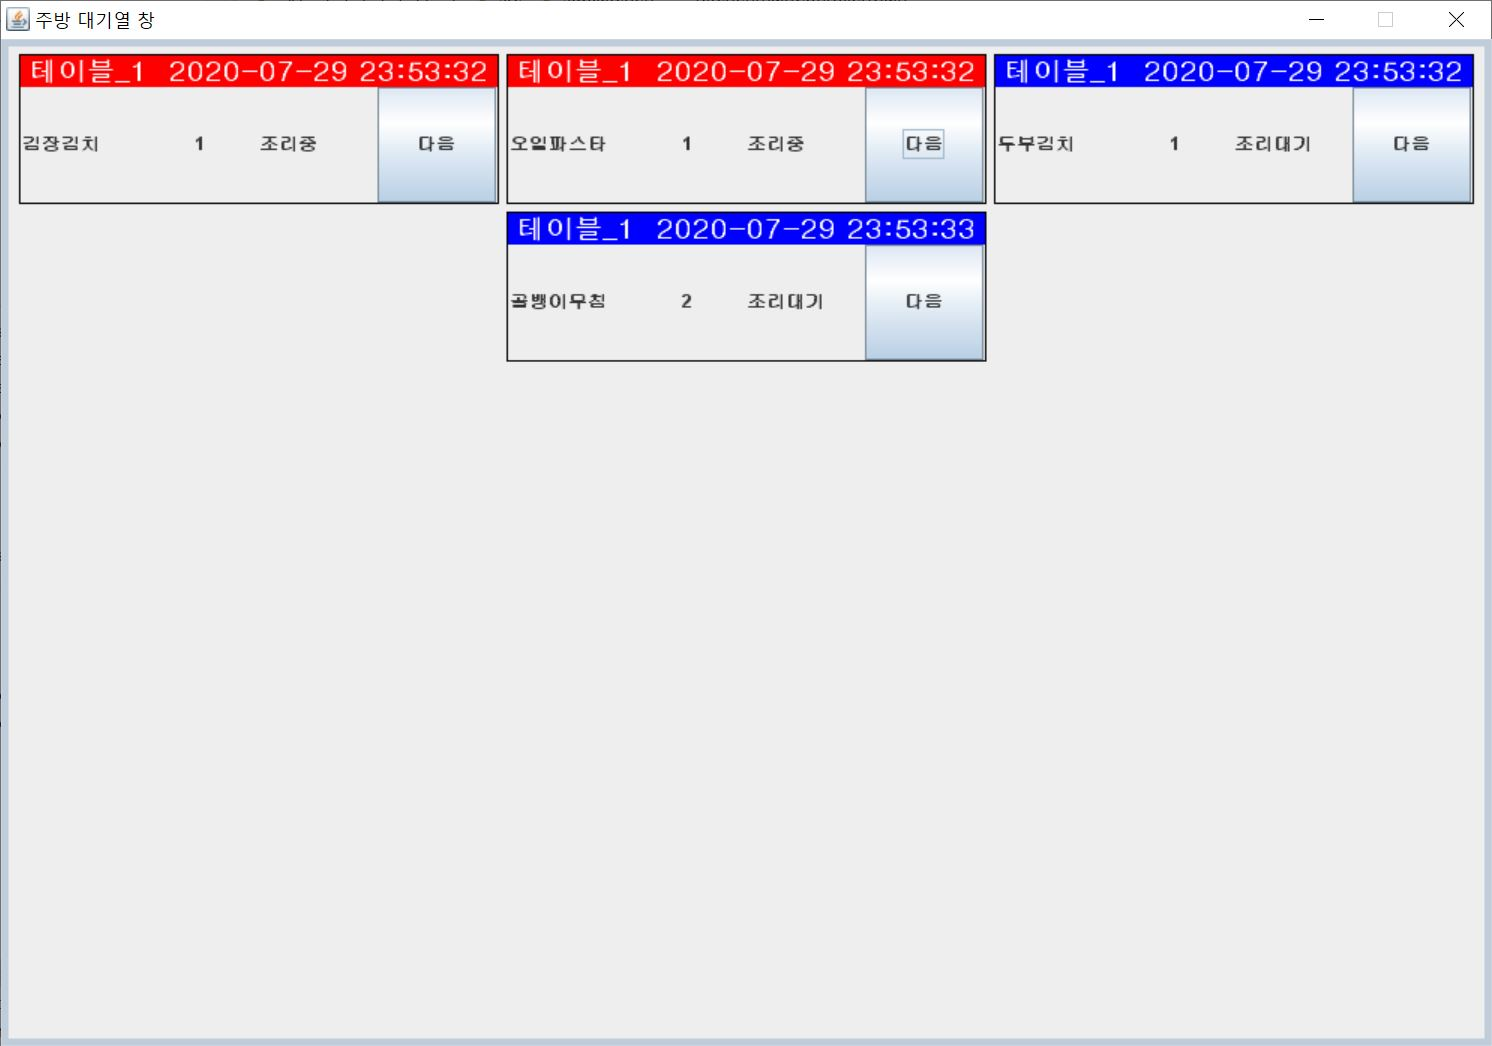 주방 대기열 창
테이블_1 2020-07-29 23:53:32
김장김치 1 조리중 다음
테이블_1 2020-07-29 23:53:32
오일파스타 1 조리중 다음
테이블_1 2020-07-29 23:53:32
두부김치 1 조리대기 다음
테이블_1 2020-07-29 23:53:33
골뱅이무침 2 조리대기 다음